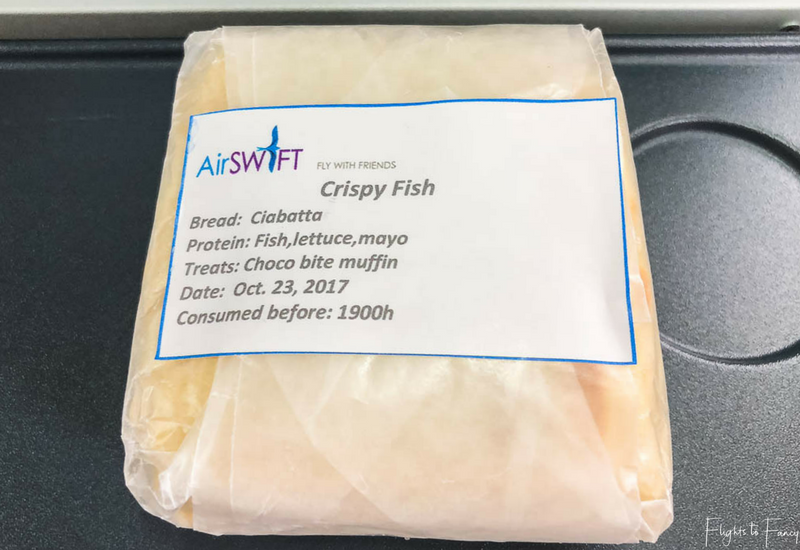 AirSWIFT FLY WITH FRIENDS
Crispy Fish
Bread: Ciabatta
Protein: Fish,lettuce,mayo
Treats: Choco bite muffin
Date: Oct. 23, 2017
Consumed before: 1900h
Flights to Fancy